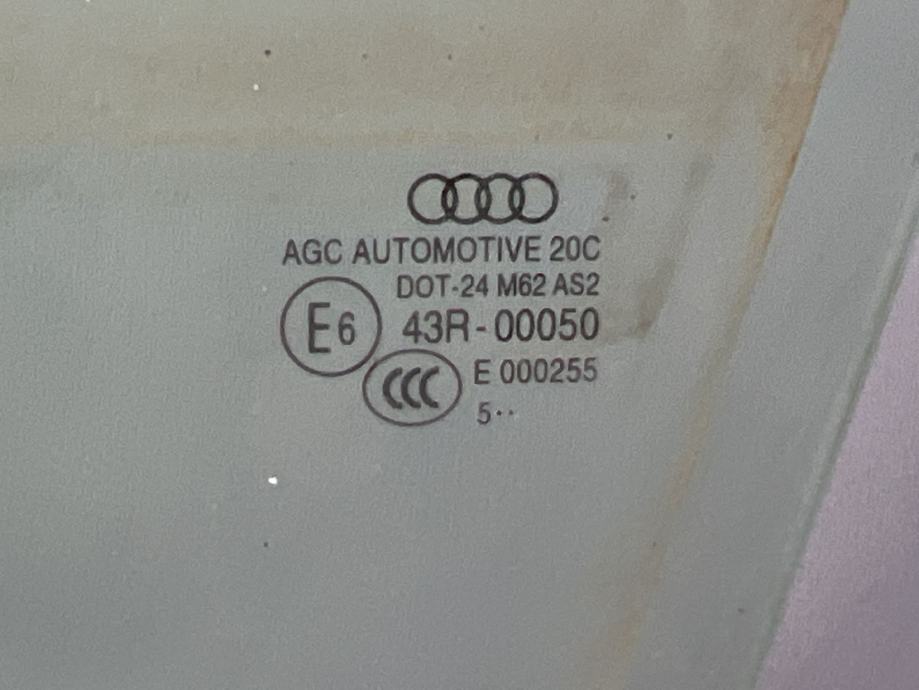 AGC AUTOMOTIVE 20C
DOT-24 M62 AS2
E6 43R-00050
CCC E 000255
5··